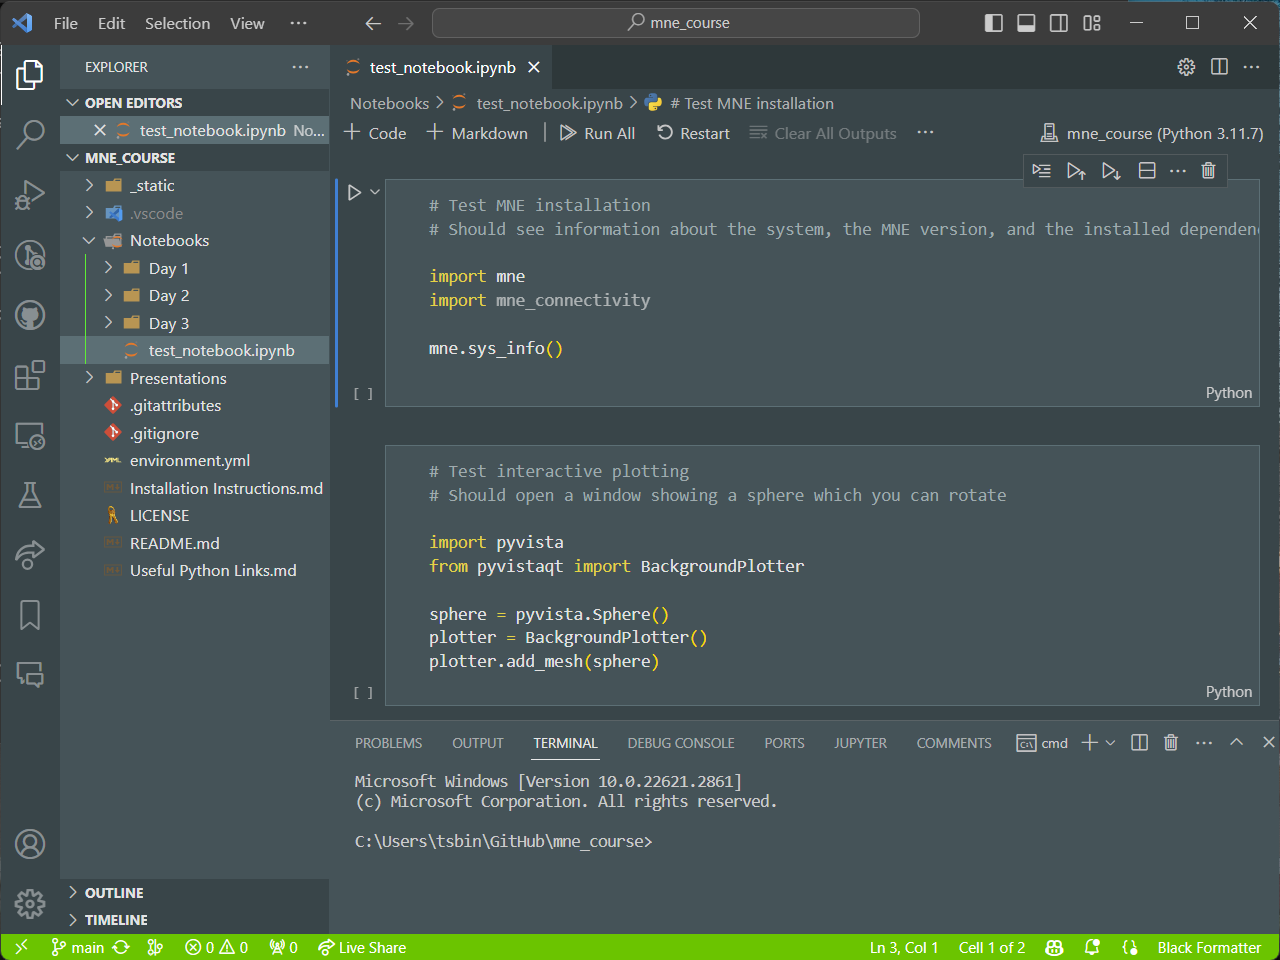 File Edit Selection View ···
mne_course
EXPLORER
OPEN EDITORS
test_notebook.ipynb No...
MNE_COURSE
_static
.vscode
Notebooks
Day 1
Day 2
Day 3
test_notebook.ipynb
Presentations
.gitattributes
.gitignore
environment.yml
Installation Instructions.md
LICENSE
README.md
Useful Python Links.md
OUTLINE
TIMELINE
test_notebook.ipynb
Notebooks > test_notebook.ipynb > # Test MNE installation
+ Code + Markdown | Run All Restart Clear All Outputs ··· mne_course (Python 3.11.7)
# Test MNE installation
# Should see information about the system, the MNE version, and the installed dependen
import mne
import mne_connectivity
mne.sys_info()
[ ] Python
# Test interactive plotting
# Should open a window showing a sphere which you can rotate
import pyvista
from pyvistaqt import BackgroundPlotter
sphere = pyvista.Sphere()
plotter = BackgroundPlotter()
plotter.add_mesh(sphere)
[ ] Python
PROBLEMS OUTPUT TERMINAL DEBUG CONSOLE PORTS JUPYTER COMMENTS cmd
Microsoft Windows [Version 10.0.22621.2861]
(c) Microsoft Corporation. All rights reserved.
C:\Users\tsbin\GitHub\mne_course>
main 0 0 0 Live Share Ln 3, Col 1 Cell 1 of 2 Black Formatter